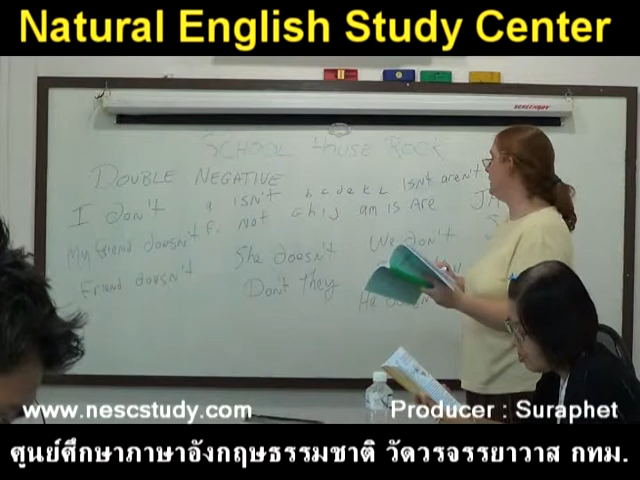 Natural English Study Center
SCHOOL HOUSE ROCK
DOUBLE NEGATIVE
I don't a isn't b c d e k L isn't aren't
My friend doesn't F. not G h i j am is Are
Friend doesn't She doesn't We don't
Don't They He
www.nescstudy.com Producer : Suraphet
ศูนย์ศึกษาภาษาอังกฤษธรรมชาติ วัดวรจรรยาวาส กทม.